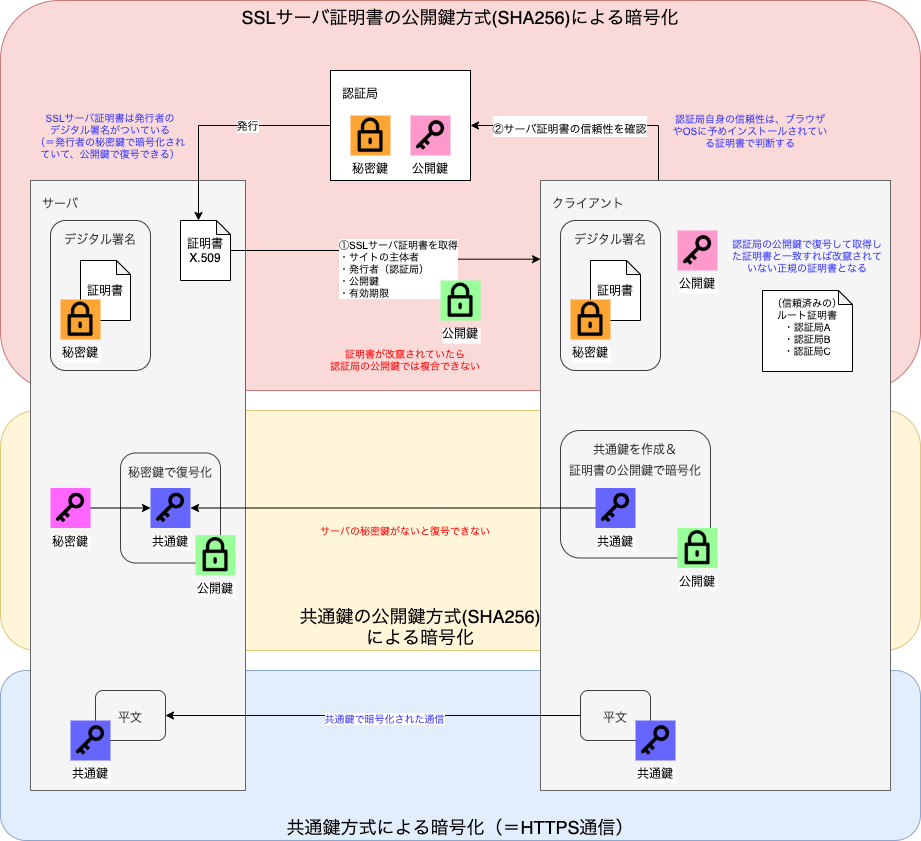 SSLサーバ証明書の公開鍵方式(SHA256)による暗号化
認証局
秘密鍵
公開鍵
SSLサーバ証明書は発行者の
デジタル署名がついている
(＝発行者の秘密鍵で暗号化され
ていて、公開鍵で復号できる)
発行
②サーバ証明書の信頼性を確認
認証局自身の信頼性は、ブラウザ
やOSに予めインストールされてい
る証明書で判断する
サーバ
デジタル署名
証明書
秘密鍵
証明書
X.509
①SSLサーバ証明書を取得
・サイトの主体者
・発行者（認証局）
・公開鍵
・有効期限
公開鍵
証明書が改竄されていたら
認証局の公開鍵では複合できない
クライアント
デジタル署名
証明書
秘密鍵
公開鍵
認証局の公開鍵で復号して取得し
た証明書と一致すれば改竄されて
いない正規の証明書となる
（信頼済みの）
ルート証明書
・認証局A
・認証局B
・認証局C
秘密鍵
秘密鍵で復号化
共通鍵
公開鍵
サーバの秘密鍵がないと復号できない
共通鍵を作成＆
証明書の公開鍵で暗号化
共通鍵
公開鍵
共通鍵の公開鍵方式(SHA256)
による暗号化
平文
共通鍵
共通鍵で暗号化された通信
平文
共通鍵
共通鍵方式による暗号化（＝HTTPS通信）